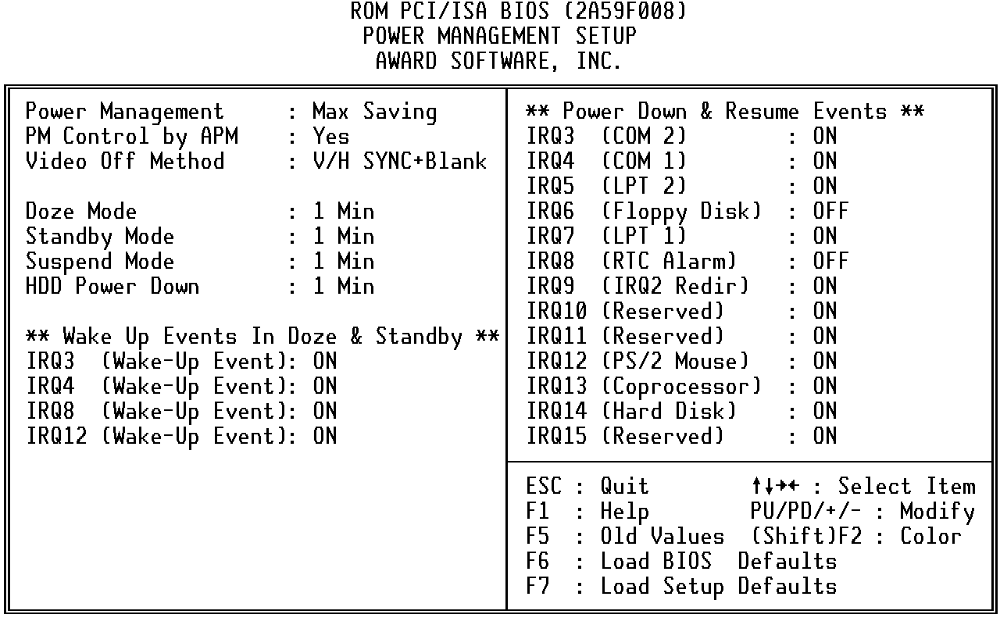 ROM PCI/ISA BIOS (2A59F008)
POWER MANAGEMENT SETUP
AWARD SOFTWARE, INC.
Power Management : Max Saving
PM Control by APM : Yes
Video Off Method : V/H SYNC+Blank
Doze Mode : 1 Min
Standby Mode : 1 Min
Suspend Mode : 1 Min
HDD Power Down : 1 Min
** Wake Up Events In Doze & Standby **
IRQ3 (Wake-Up Event): ON
IRQ4 (Wake-Up Event): ON
IRQ8 (Wake-Up Event): ON
IRQ12 (Wake-Up Event): ON
** Power Down & Resume Events **
IRQ3 (COM 2) : ON
IRQ4 (COM 1) : ON
IRQ5 (LPT 2) : ON
IRQ6 (Floppy Disk) : OFF
IRQ7 (LPT 1) : ON
IRQ8 (RTC Alarm) : OFF
IRQ9 (IRQ2 Redir) : ON
IRQ10 (Reserved) : ON
IRQ11 (Reserved) : ON
IRQ12 (PS/2 Mouse) : ON
IRQ13 (Coprocessor) : ON
IRQ14 (Hard Disk) : ON
IRQ15 (Reserved) : ON
ESC : Quit ↑↓→← : Select Item
F1 : Help PU/PD/+/- : Modify
F5 : Old Values (Shift)F2 : Color
F6 : Load BIOS Defaults
F7 : Load Setup Defaults